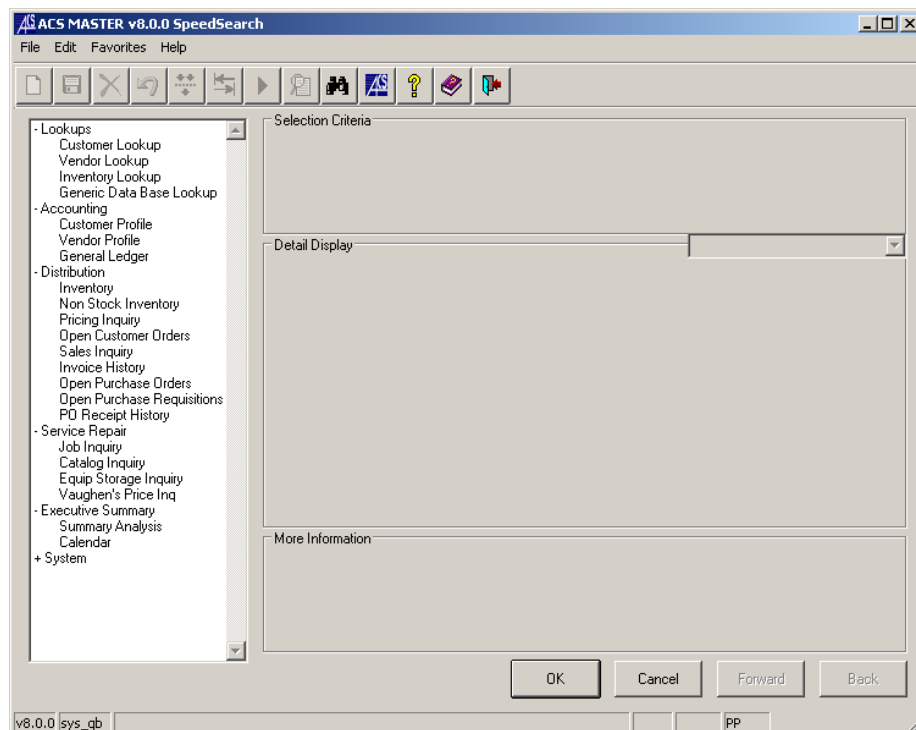 ACS MASTER v8.0.0 SpeedSearch
File Edit Favorites Help
- Lookups
Customer Lookup
Vendor Lookup
Inventory Lookup
Generic Data Base Lookup
- Accounting
Customer Profile
Vendor Profile
General Ledger
- Distribution
Inventory
Non Stock Inventory
Pricing Inquiry
Open Customer Orders
Sales Inquiry
Invoice History
Open Purchase Orders
Open Purchase Requisitions
PO Receipt History
- Service Repair
Job Inquiry
Catalog Inquiry
Equip Storage Inquiry
Vaughen's Price Inq
- Executive Summary
Summary Analysis
Calendar
+ System
Selection Criteria
Detail Display
More Information
OK Cancel Forward Back
v8.0.0 sys_qb PP